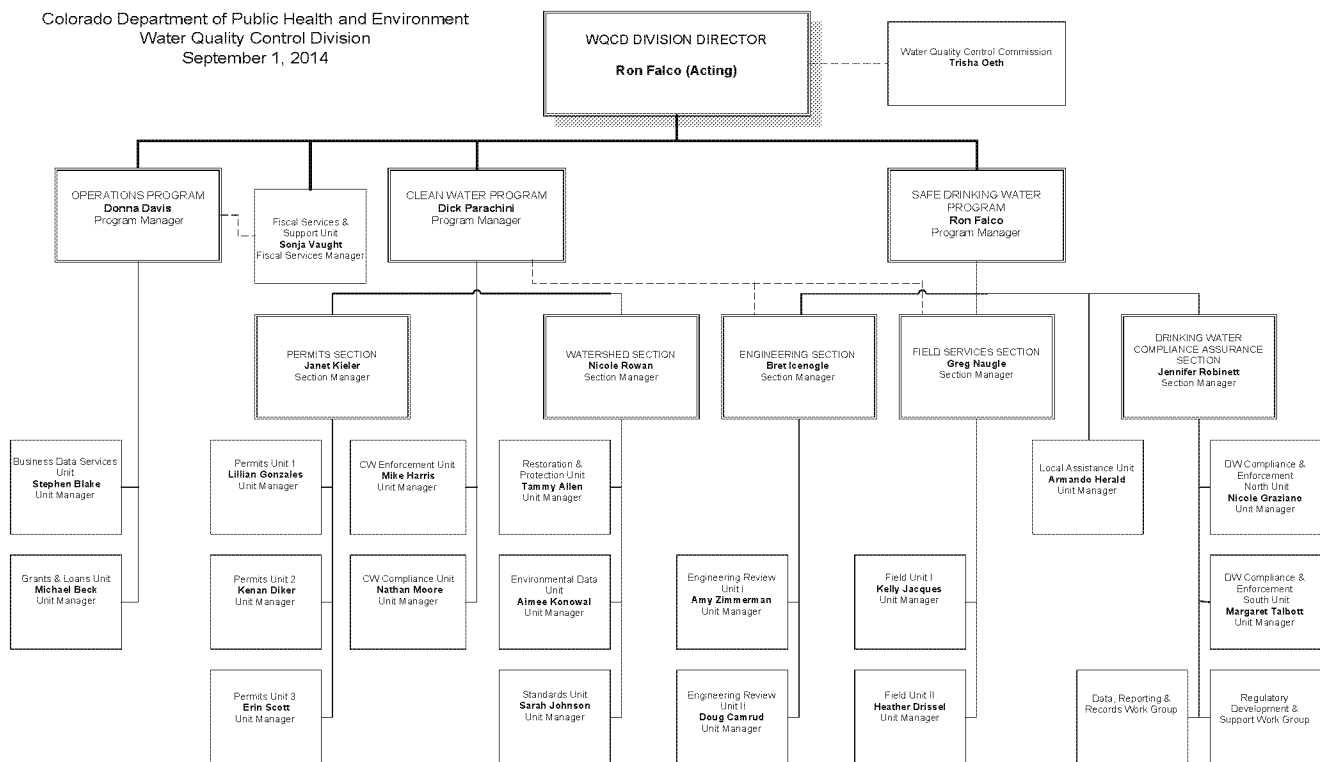 Colorado Department of Public Health and Environment
Water Quality Control Division
September 1, 2014
WQCD DIVISION DIRECTOR
Ron Falco (Acting)
Water Quality Control Commission
Trisha Oeth
OPERATIONS PROGRAM
Donna Davis
Program Manager
Fiscal Services &
Support Unit
Sonja Vaught
Fiscal Services Manager
CLEAN WATER PROGRAM
Dick Parachini
Program Manager
SAFE DRINKING WATER
PROGRAM
Ron Falco
Program Manager
PERMITS SECTION
Janet Kieler
Section Manager
WATERSHED SECTION
Nicole Rowan
Section Manager
ENGINEERING SECTION
Bret Icenogle
Section Manager
FIELD SERVICES SECTION
Greg Naugle
Section Manager
DRINKING WATER
COMPLIANCE ASSURANCE
SECTION
Jennifer Robinett
Section Manager
Business Data Services
Unit
Stephen Blake
Unit Manager
Permits Unit 1
Lillian Gonzales
Unit Manager
CW Enforcement Unit
Mike Harris
Unit Manager
Restoration &
Protection Unit
Tammy Allen
Unit Manager
Local Assistance Unit
Armando Herald
Unit Manager
DW Compliance &
Enforcement
North Unit
Nicole Graziano
Unit Manager
Grants & Loans Unit
Michael Beck
Unit Manager
Permits Unit 2
Kenan Diker
Unit Manager
CW Compliance Unit
Nathan Moore
Unit Manager
Environmental Data
Unit
Aimee Konowal
Unit Manager
Engineering Review
Unit I
Amy Zimmerman
Unit Manager
Field Unit I
Kelly Jacques
Unit Manager
DW Compliance &
Enforcement
South Unit
Margaret Talbott
Unit Manager
Permits Unit 3
Erin Scott
Unit Manager
Standards Unit
Sarah Johnson
Unit Manager
Engineering Review
Unit II
Doug Camrud
Unit Manager
Field Unit II
Heather Drissel
Unit Manager
Data, Reporting &
Records Work Group
Regulatory
Development &
Support Work Group